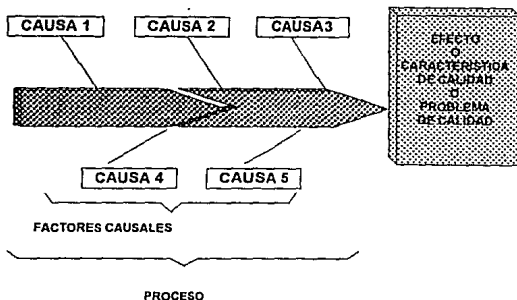 CAUSA 1
CAUSA 2
CAUSA3
EFECTO
O
CARACTERISTICA
DE CALIDAD
O
PROBLEMA
DE CALIDAD
CAUSA 4
CAUSA 5
FACTORES CAUSALES
PROCESO